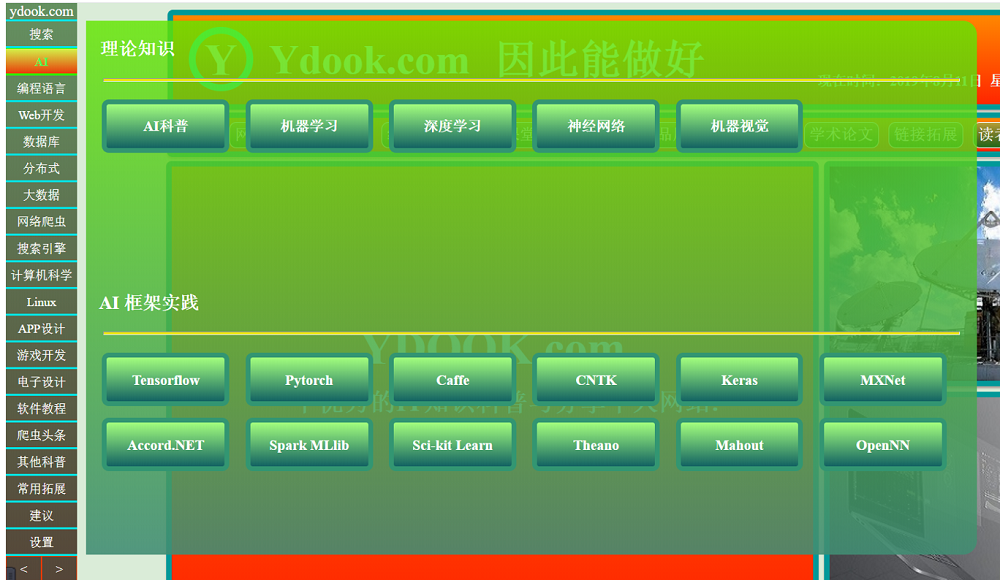 ydook.com
搜索
AI
编程语言
Web开发
数据库
分布式
大数据
网络爬虫
搜索引擎
计算机科学
Linux
APP设计
游戏开发
电子设计
软件教程
爬虫头条
其他科普
常用拓展
建议
设置
< >
Y Ydook.com 因此能做好
理论知识
AI科普 机器学习 深度学习 神经网络 机器视觉
学术论文 链接拓展 读者
AI 框架实践
YDOOK.com
Tensorflow Pytorch Caffe CNTK Keras MXNet
Accord.NET Spark MLlib Sci-kit Learn Theano Mahout OpenNN